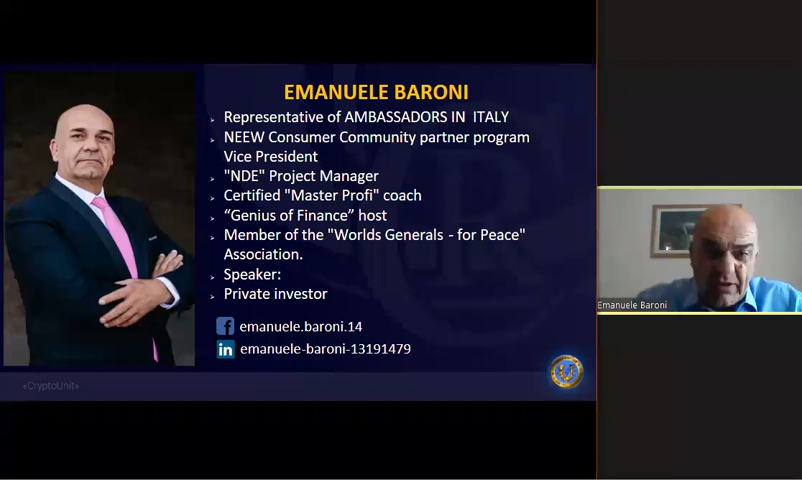 EMANUELE BARONI
Representative of AMBASSADORS IN ITALY
NEEW Consumer Community partner program
Vice President
"NDE" Project Manager
Certified "Master Profi" coach
“Genius of Finance” host
Member of the "Worlds Generals - for Peace"
Association.
Speaker:
Private investor
emanuele.baroni.14
in emanuele-baroni-13191479
«CryptoUnit»
Emanuele Baroni